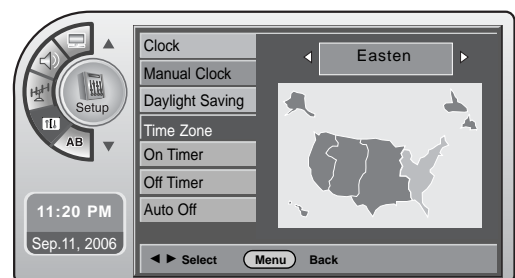 Setup
AB
11:20 PM
Sep.11, 2006
Clock
Manual Clock
Daylight Saving
Time Zone
On Timer
Off Timer
Auto Off
Easten
◄ ► Select Menu Back